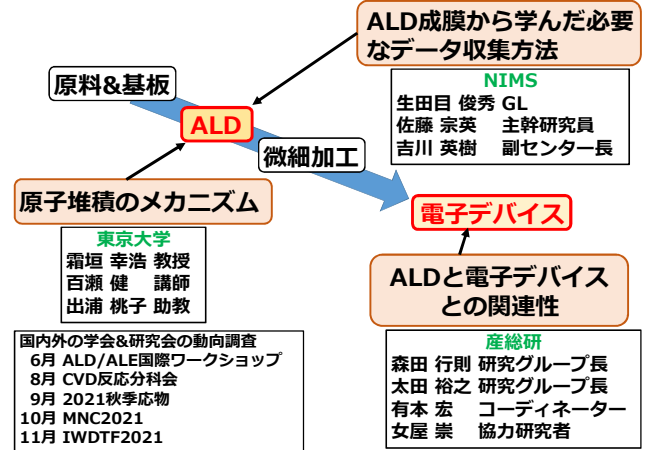 ALD成膜から学んだ必要
なデータ収集方法
NIMS
生田目 俊秀 GL
佐藤 宗英 主幹研究員
吉川 英樹 副センター長
原料&基板
ALD
微細加工
原子堆積のメカニズム
東京大学
霜垣 幸浩 教授
百瀬 健 講師
出浦 桃子 助教
電子デバイス
ALDと電子デバイス
との関連性
産総研
森田 行則 研究グループ長
太田 裕之 研究グループ長
有本 宏 コーディネーター
女屋 崇 協力研究者
国内外の学会&研究会の動向調査
6月 ALD/ALE国際ワークショップ
8月 CVD反応分科会
9月 2021秋季応物
10月 MNC2021
11月 IWDTF2021